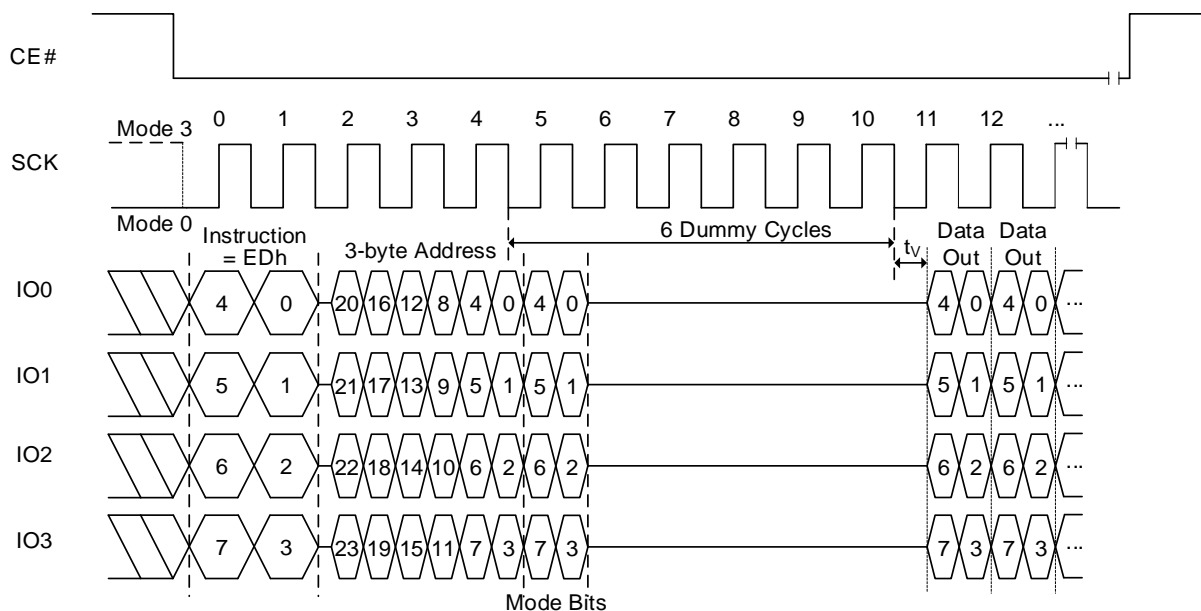 CE#
0 1 2 3 4 5 6 7 8 9 10 11 12 ...
Mode 3
SCK
Mode 0
Instruction
= EDh
3-byte Address
6 Dummy Cycles
tV
Data
Out
Data
Out
IO0 4 0 20 16 12 8 4 0 4 0 4 0 4 0 ...
IO1 5 1 21 17 13 9 5 1 5 1 5 1 5 1 ...
IO2 6 2 22 18 14 10 6 2 6 2 6 2 6 2 ...
IO3 7 3 23 19 15 11 7 3 7 3 7 3 7 3 ...
Mode Bits